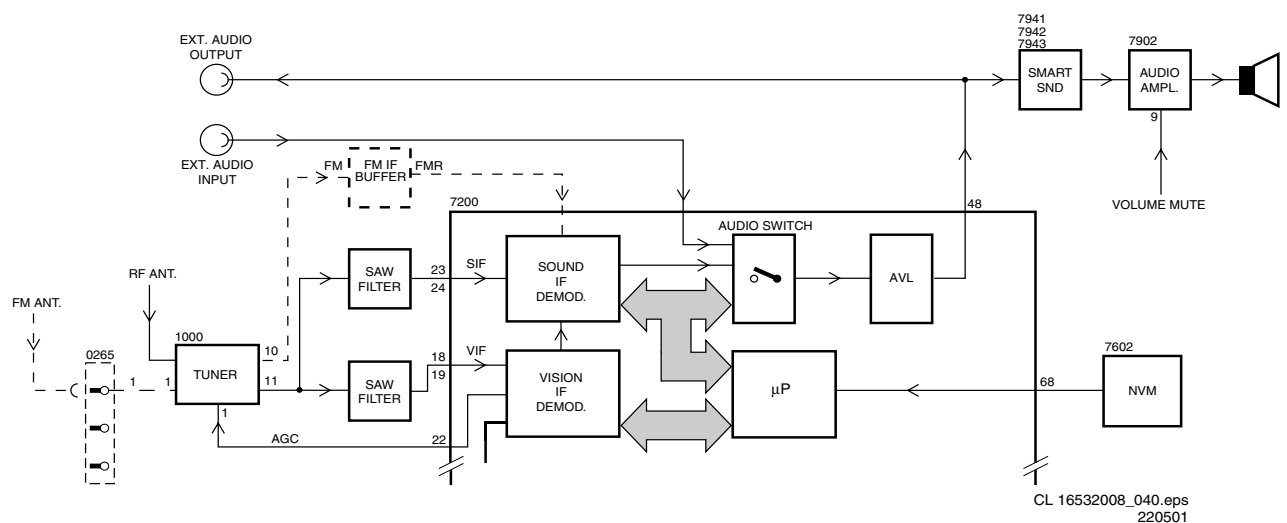 EXT. AUDIO
OUTPUT
7941
7942
7943
SMART
SND
7902
AUDIO
AMPL.
9
VOLUME MUTE
EXT. AUDIO
INPUT
FM
FM IF
BUFFER
FMR
7200
48
AUDIO SWITCH
RF ANT.
FM ANT.
SAW
FILTER
23
24
SIF
SOUND
IF
DEMOD.
AVL
1000
TUNER
10
11
0265
1
1
1
SAW
FILTER
18
19
VIF
VISION
IF
DEMOD.
µP
68
7602
NVM
AGC
22
CL 16532008_040.eps
220501